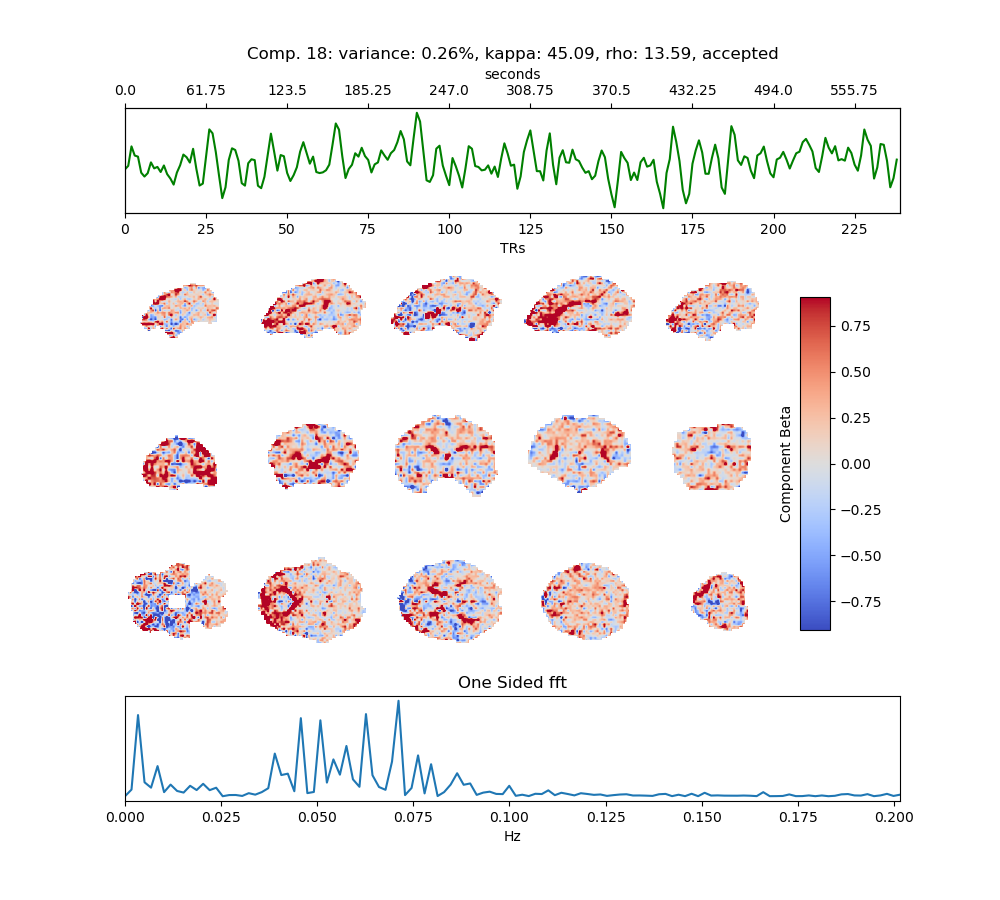 Comp. 18: variance: 0.26%, kappa: 45.09, rho: 13.59, accepted
seconds
0.0 61.75 123.5 185.25 247.0 308.75 370.5 432.25 494.0 555.75
0 25 50 75 100 125 150 175 200 225
TRs
0.75
0.50
0.25
0.00
−0.25
−0.50
−0.75
Component Beta
One Sided fft
0.000 0.025 0.050 0.075 0.100 0.125 0.150 0.175 0.200
Hz